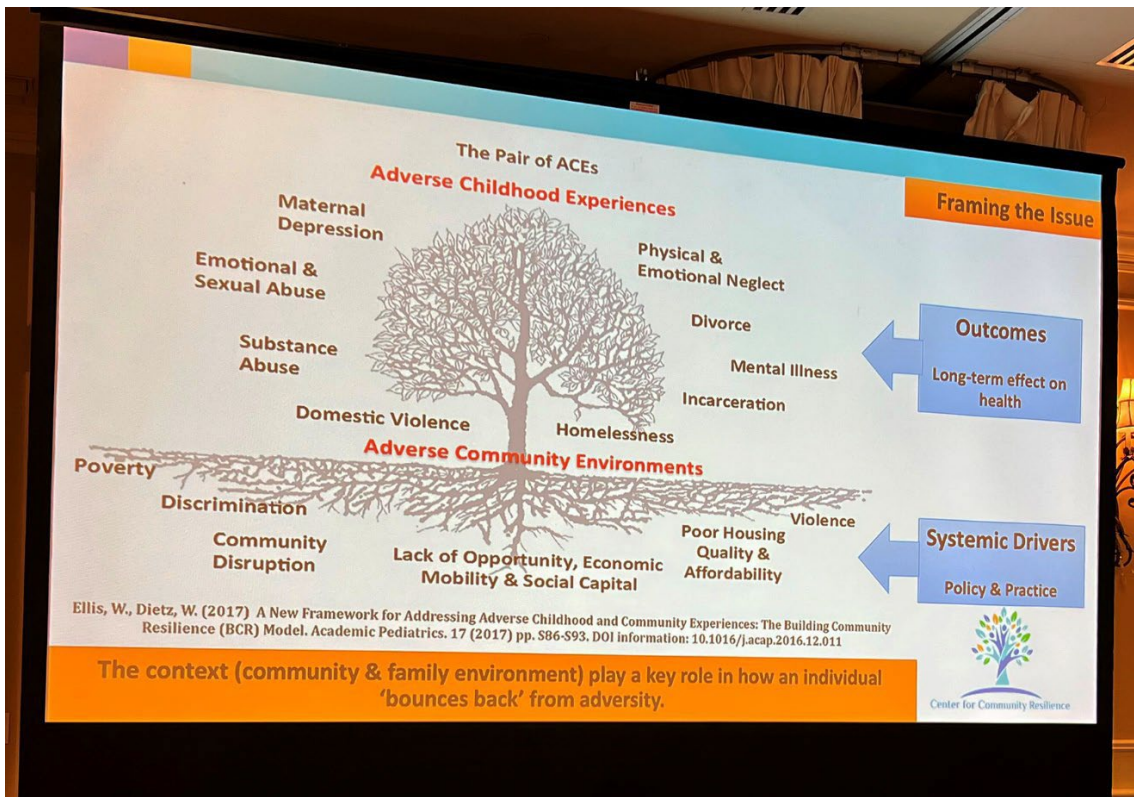 The Pair of ACEs
Adverse Childhood Experiences
Framing the Issue
Maternal
Depression
Emotional &
Sexual Abuse
Substance
Abuse
Domestic Violence
Physical &
Emotional Neglect
Divorce
Mental Illness
Incarceration
Homelessness
Outcomes
Long-term effect on
health
Adverse Community Environments
Poverty
Discrimination
Community
Disruption
Lack of Opportunity, Economic
Mobility & Social Capital
Poor Housing
Quality &
Affordability
Violence
Systemic Drivers
Policy & Practice
Ellis, W., Dietz, W. (2017) A New Framework for Addressing Adverse Childhood and Community Experiences: The Building Community
Resilience (BCR) Model. Academic Pediatrics. 17 (2017) pp. S86-S93. DOI information: 10.1016/j.acap.2016.12.011
The context (community & family environment) play a key role in how an individual
‘bounces back’ from adversity.
Center for Community Resilience